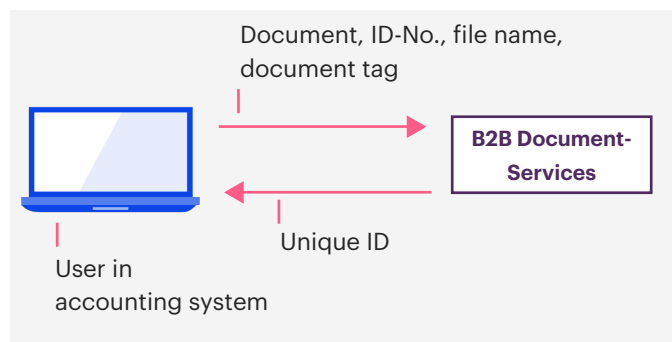 Document, ID-No., file name,
document tag
B2B Document-
Services
Unique ID
User in
accounting system